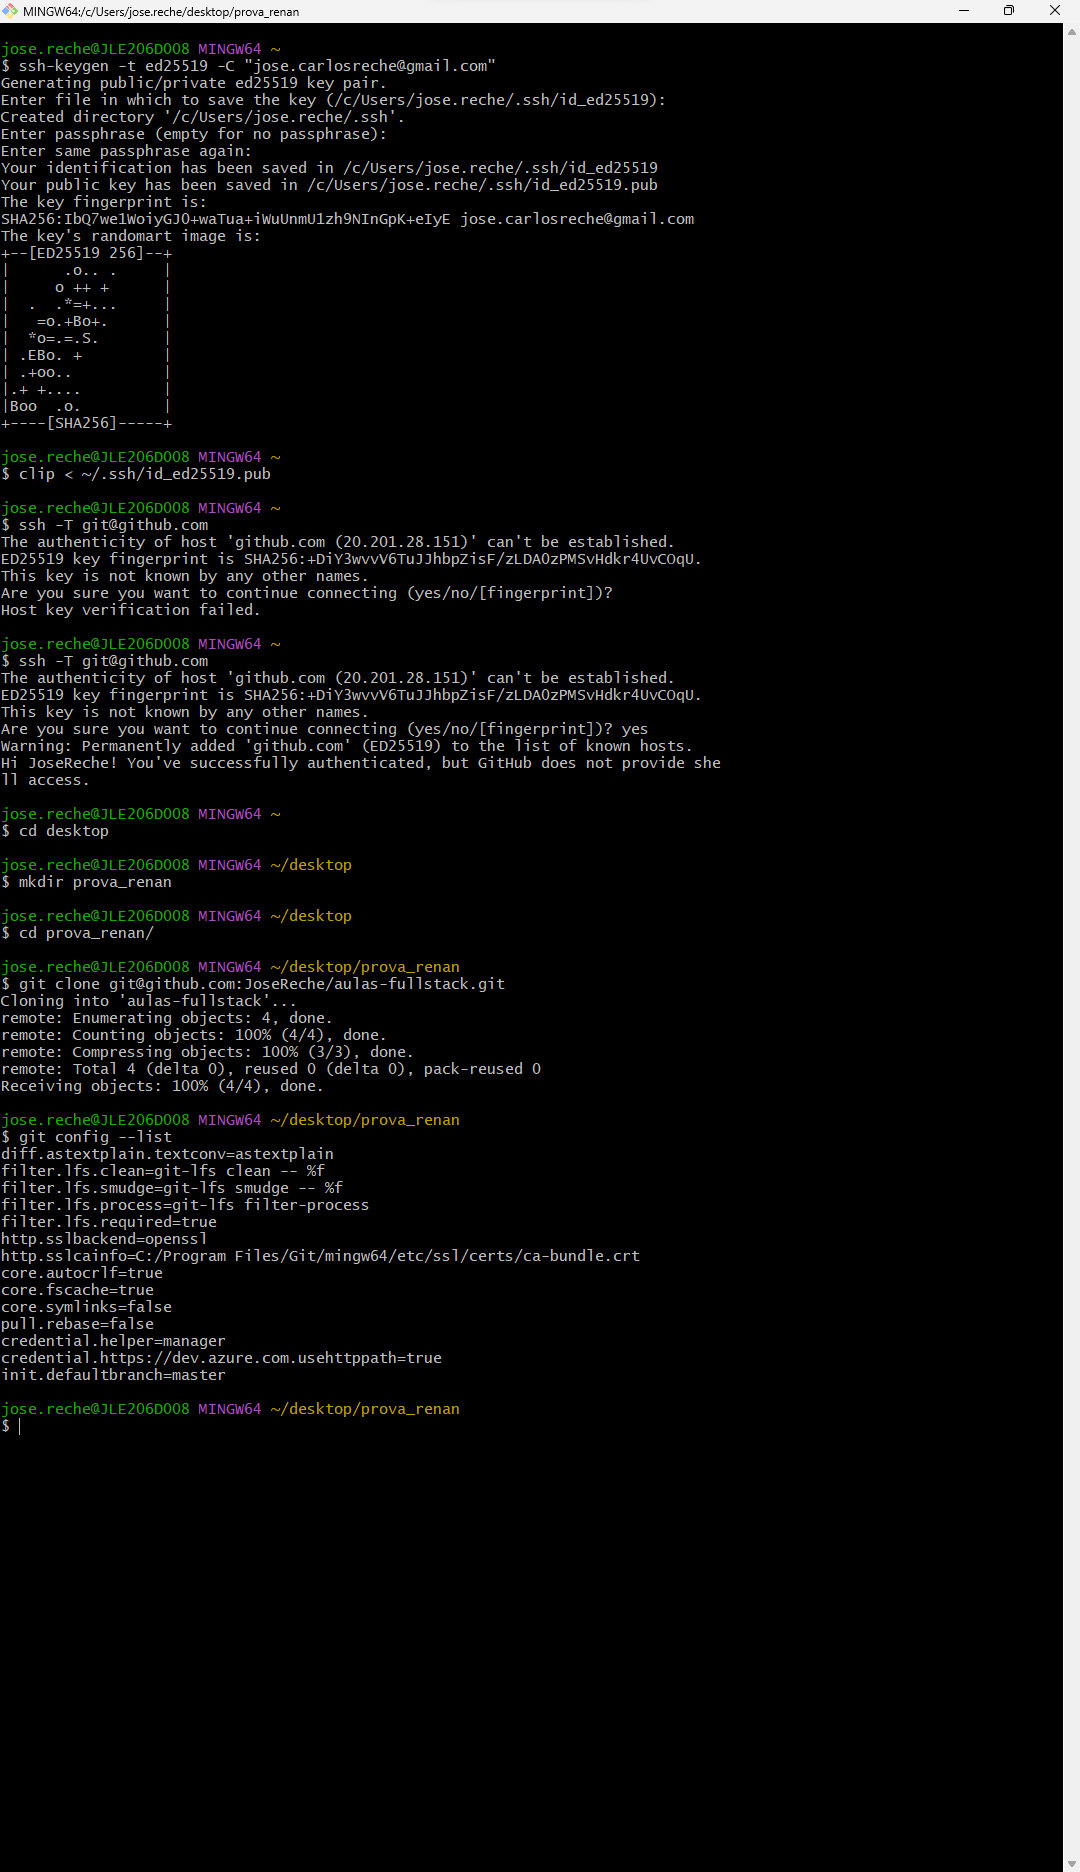 MINGW64:/c/Users/jose.reche/desktop/prova_renan
jose.reche@JLE206D008 MINGW64 ~
$ ssh-keygen -t ed25519 -C "jose.carlosreche@gmail.com"
Generating public/private ed25519 key pair.
Enter file in which to save the key (/c/Users/jose.reche/.ssh/id_ed25519):
Created directory '/c/Users/jose.reche/.ssh'.
Enter passphrase (empty for no passphrase):
Enter same passphrase again:
Your identification has been saved in /c/Users/jose.reche/.ssh/id_ed25519
Your public key has been saved in /c/Users/jose.reche/.ssh/id_ed25519.pub
The key fingerprint is:
SHA256:IbQ7we1WoiyGJ0+waTua+iWuUnmU1zh9NInGpK+eIyE jose.carlosreche@gmail.com
The key's randomart image is:
+--[ED25519 256]--+
|      .o.. .     |
|     o ++ +      |
|  .  .*=+...     |
|   =o.+Bo+.      |
|  *o=.=.S.       |
| .EBo. +         |
| .+oo..          |
|.+ +....         |
|Boo  .o.         |
+----[SHA256]-----+
jose.reche@JLE206D008 MINGW64 ~
$ clip < ~/.ssh/id_ed25519.pub
jose.reche@JLE206D008 MINGW64 ~
$ ssh -T git@github.com
The authenticity of host 'github.com (20.201.28.151)' can't be established.
ED25519 key fingerprint is SHA256:+DiY3wvvV6TuJJhbpZisF/zLDA0zPMSvHdkr4UvCOqU.
This key is not known by any other names.
Are you sure you want to continue connecting (yes/no/[fingerprint])?
Host key verification failed.
jose.reche@JLE206D008 MINGW64 ~
$ ssh -T git@github.com
The authenticity of host 'github.com (20.201.28.151)' can't be established.
ED25519 key fingerprint is SHA256:+DiY3wvvV6TuJJhbpZisF/zLDA0zPMSvHdkr4UvCOqU.
This key is not known by any other names.
Are you sure you want to continue connecting (yes/no/[fingerprint])? yes
Warning: Permanently added 'github.com' (ED25519) to the list of known hosts.
Hi JoseReche! You've successfully authenticated, but GitHub does not provide she
ll access.
jose.reche@JLE206D008 MINGW64 ~
$ cd desktop
jose.reche@JLE206D008 MINGW64 ~/desktop
$ mkdir prova_renan
jose.reche@JLE206D008 MINGW64 ~/desktop
$ cd prova_renan/
jose.reche@JLE206D008 MINGW64 ~/desktop/prova_renan
$ git clone git@github.com:JoseReche/aulas-fullstack.git
Cloning into 'aulas-fullstack'...
remote: Enumerating objects: 4, done.
remote: Counting objects: 100% (4/4), done.
remote: Compressing objects: 100% (3/3), done.
remote: Total 4 (delta 0), reused 0 (delta 0), pack-reused 0
Receiving objects: 100% (4/4), done.
jose.reche@JLE206D008 MINGW64 ~/desktop/prova_renan
$ git config --list
diff.astextplain.textconv=astextplain
filter.lfs.clean=git-lfs clean -- %f
filter.lfs.smudge=git-lfs smudge -- %f
filter.lfs.process=git-lfs filter-process
filter.lfs.required=true
http.sslbackend=openssl
http.sslcainfo=C:/Program Files/Git/mingw64/etc/ssl/certs/ca-bundle.crt
core.autocrlf=true
core.fscache=true
core.symlinks=false
pull.rebase=false
credential.helper=manager
credential.https://dev.azure.com.usehttppath=true
init.defaultbranch=master
jose.reche@JLE206D008 MINGW64 ~/desktop/prova_renan
$